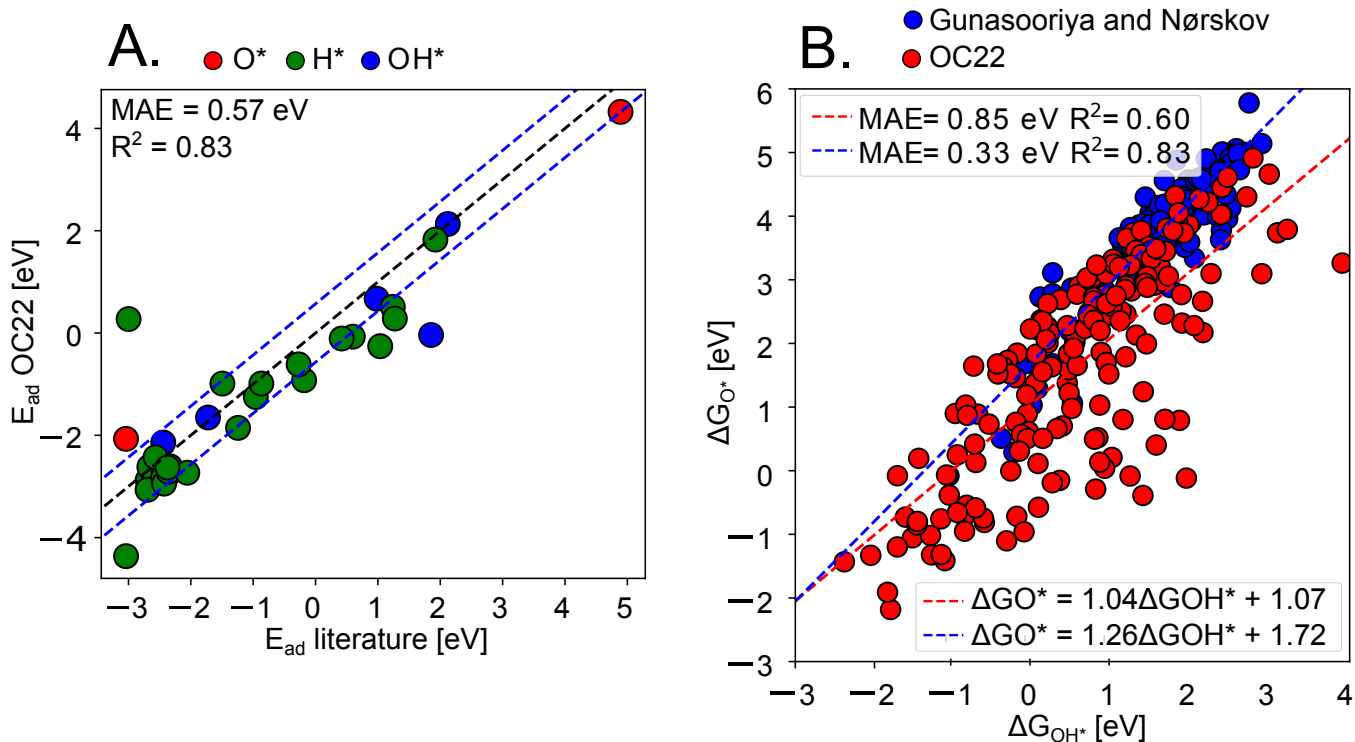 A.
O* H* OH*
MAE = 0.57 eV
R² = 0.83
4
2
0
−2
−4
E_ad OC22 [eV]
−3 −2 −1 0 1 2 3 4 5
E_ad literature [eV]
B.
Gunasooriya and Nørskov
OC22
MAE= 0.85 eV R²= 0.60
MAE= 0.33 eV R²= 0.83
6
5
4
3
2
1
0
−1
−2
−3
ΔG_O* [eV]
ΔGO* = 1.04ΔGOH* + 1.07
ΔGO* = 1.26ΔGOH* + 1.72
−3 −2 −1 0 1 2 3 4
ΔG_OH* [eV]